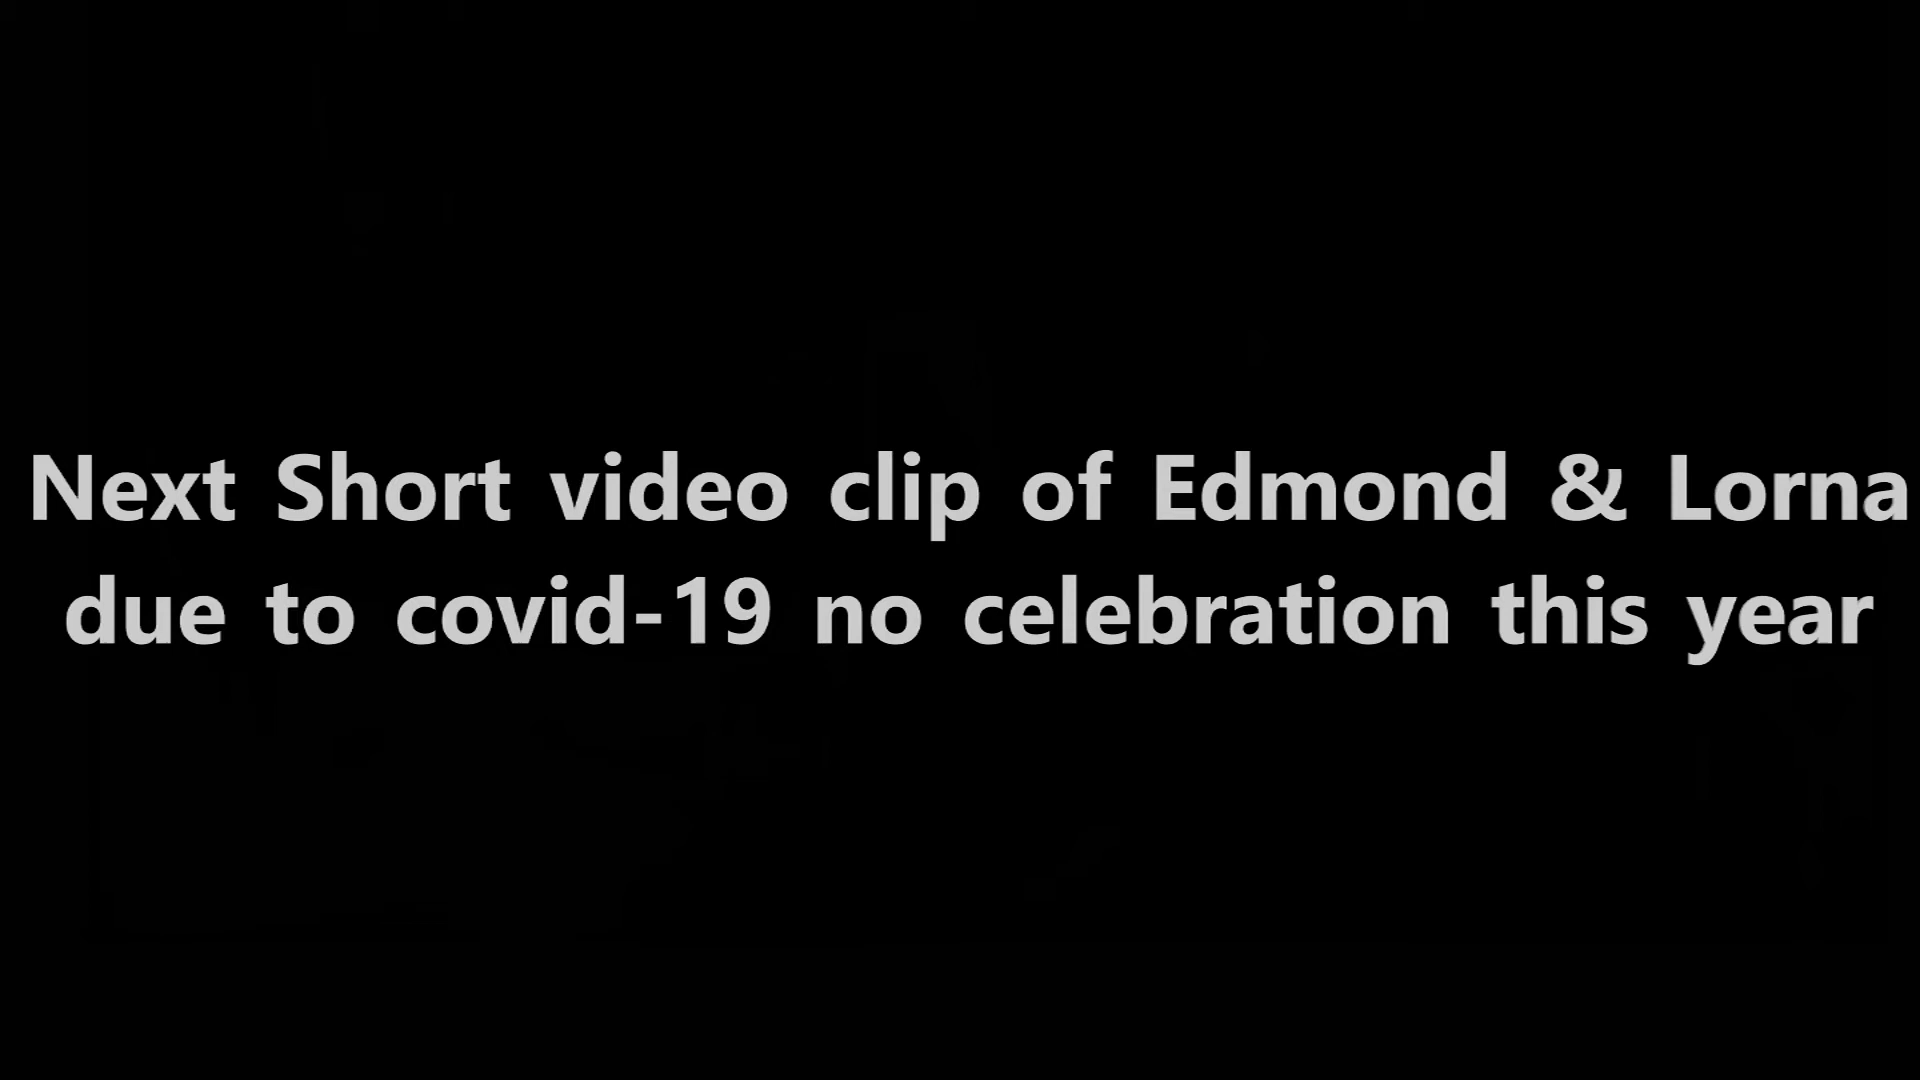 Next Short video clip of Edmond & Lorna
due to covid-19 no celebration this year